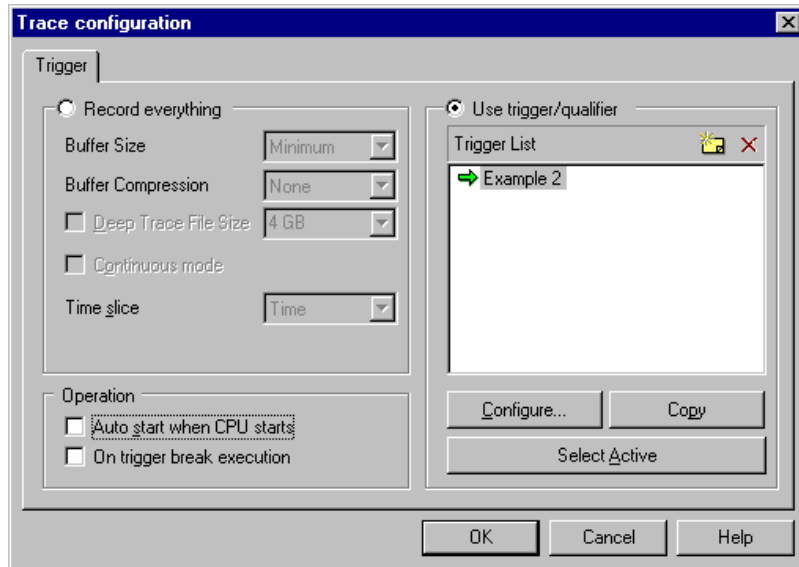 Trace configuration
Trigger
Record everything
Buffer Size
Minimum
Buffer Compression
None
Deep Trace File Size
4 GB
Continuous mode
Time slice
Time
Operation
Auto start when CPU starts
On trigger break execution
Use trigger/qualifier
Trigger List
Example 2
Configure...
Copy
Select Active
OK
Cancel
Help